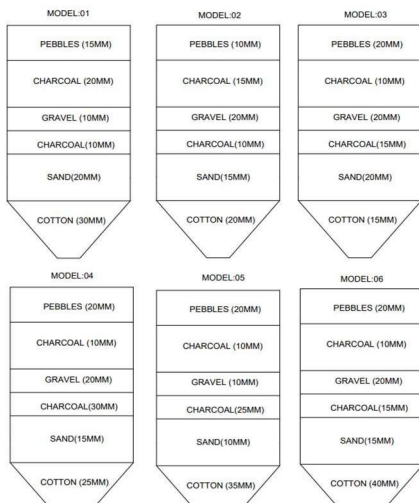 MODEL:01
PEBBLES (15MM)
CHARCOAL (20MM)
GRAVEL (10MM)
CHARCOAL(10MM)
SAND(20MM)
COTTON (30MM)
MODEL:02
PEBBLES (10MM)
CHARCOAL (15MM)
GRAVEL (20MM)
CHARCOAL(10MM)
SAND(15MM)
COTTON (20MM)
MODEL:03
PEBBLES (20MM)
CHARCOAL (10MM)
GRAVEL (20MM)
CHARCOAL(15MM)
SAND(20MM)
COTTON (15MM)
MODEL:04
PEBBLES (20MM)
CHARCOAL (10MM)
GRAVEL (20MM)
CHARCOAL(30MM)
SAND(15MM)
COTTON (25MM)
MODEL:05
PEBBLES (20MM)
CHARCOAL (10MM)
GRAVEL (10MM)
CHARCOAL(25MM)
SAND(10MM)
COTTON (35MM)
MODEL:06
PEBBLES (20MM)
CHARCOAL (10MM)
GRAVEL (20MM)
CHARCOAL(15MM)
SAND(15MM)
COTTON (40MM)